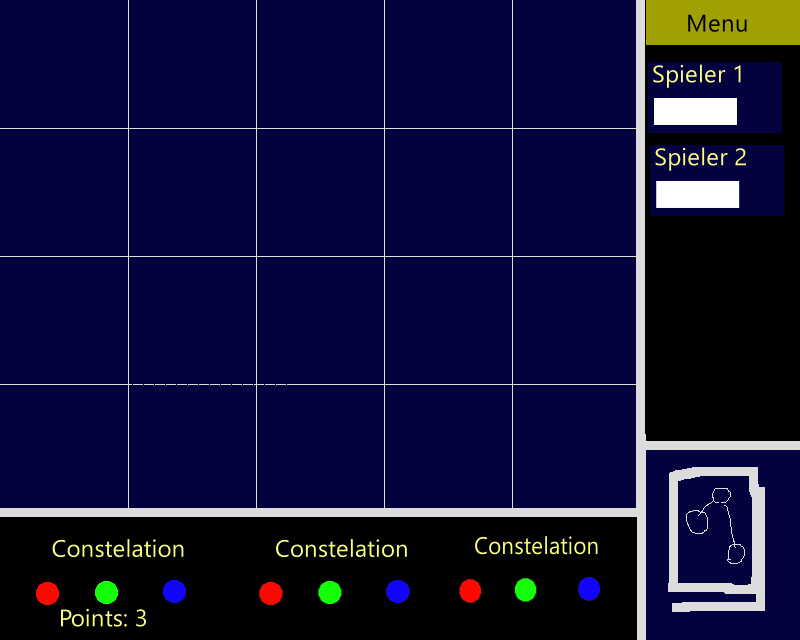 Menu
Spieler 1
Spieler 2
Constelation
Constelation
Constelation
Points: 3